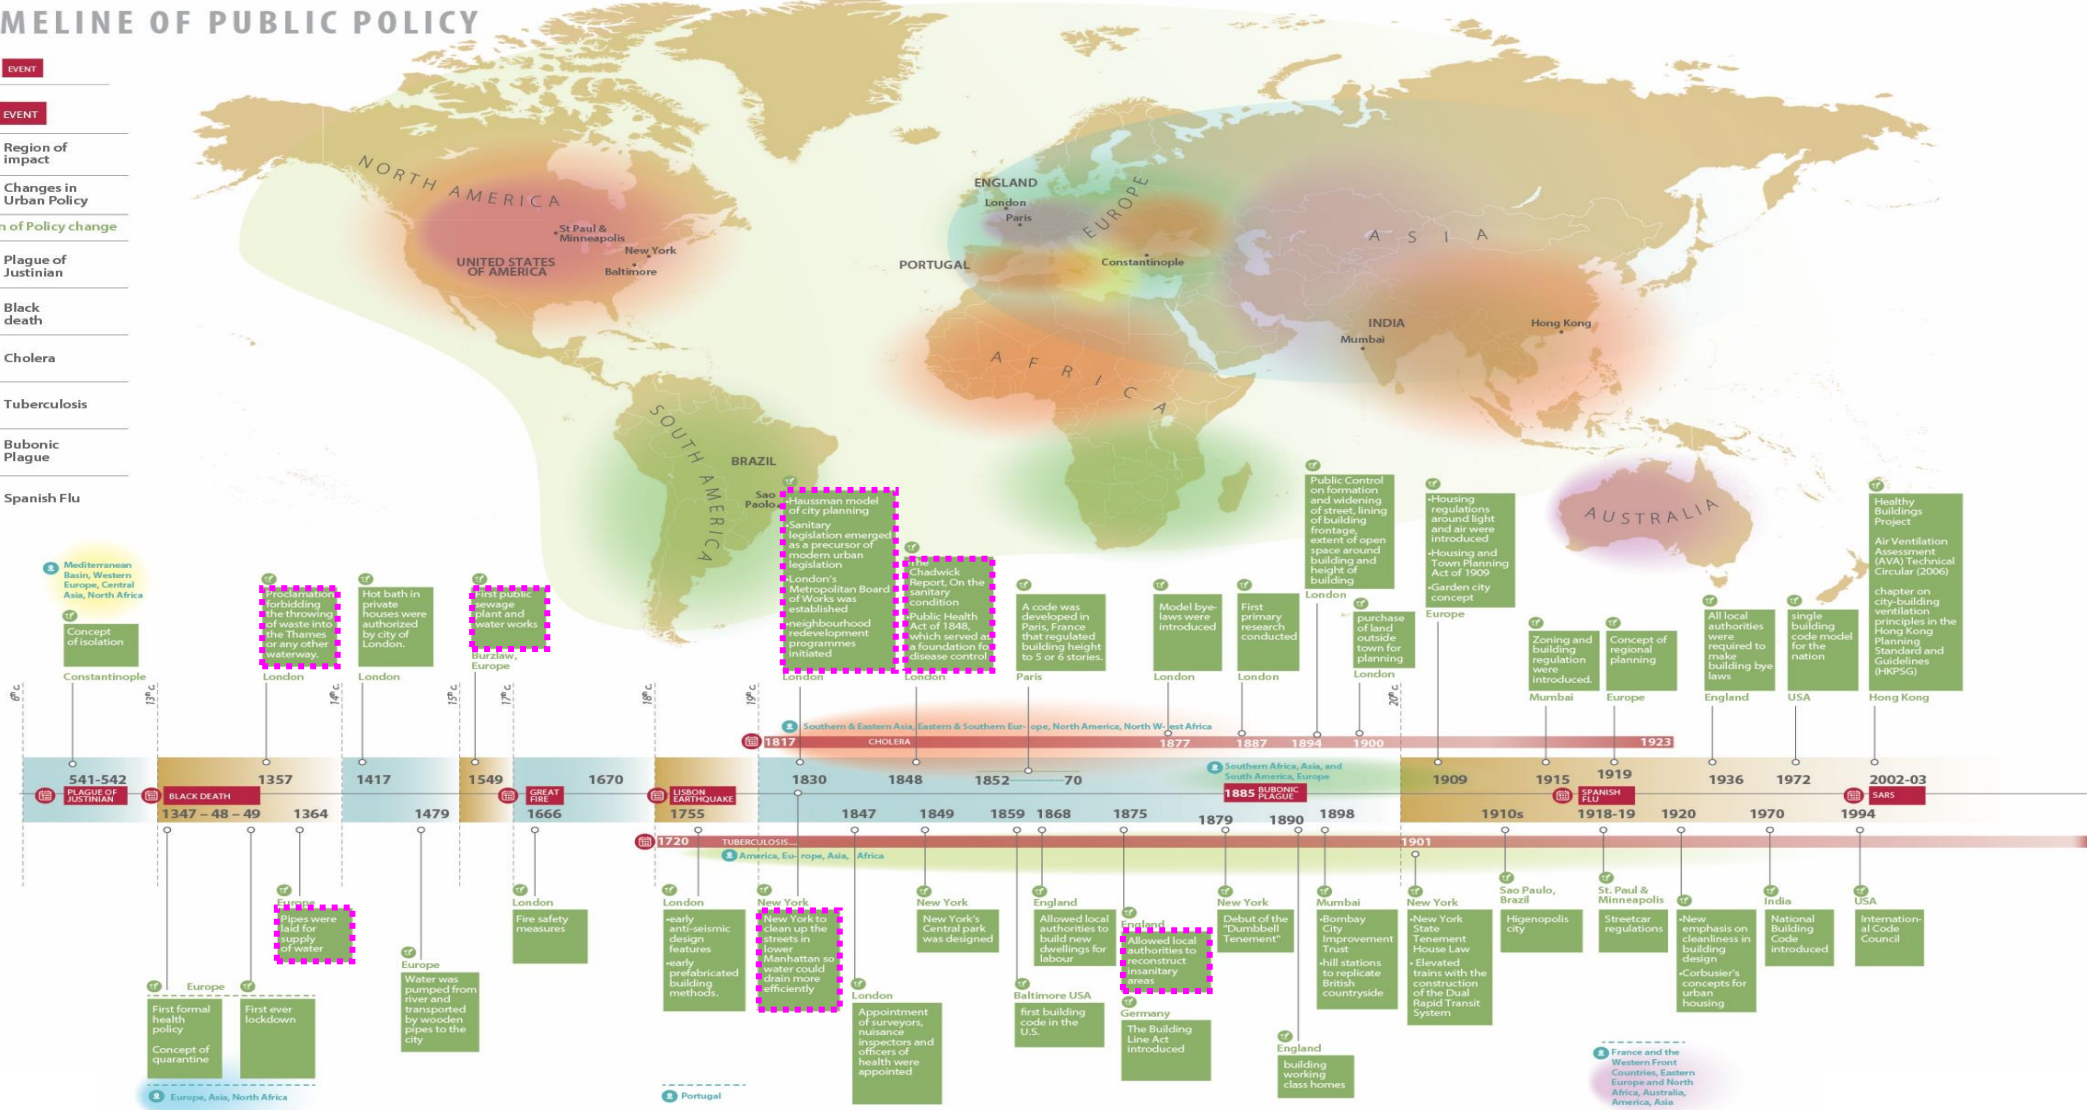 MELINE OF PUBLIC POLICY
EVENT
EVENT
Region of
impact
Changes in
Urban Policy
n of Policy change
Plague of
Justinian
Black
death
Cholera
Tuberculosis
Bubonic
Plague
Spanish Flu
NORTH AMERICA
St Paul &
Minneapolis
New York
UNITED STATES
OF AMERICA
Baltimore
ENGLAND
London
Paris
EUROPE
PORTUGAL
Constantinople
ASIA
AFRICA
INDIA
Mumbai
Hong Kong
SOUTH AMERICA
BRAZIL
Sao
Paolo
AUSTRALIA
Mediterranean
Basin, Western
Europe, Central
Asia, North Africa
Concept
of isolation
Constantinople
Proclamation
forbidding
the throwing
of waste into
the Thames
or any other
waterway.
London
Hot bath in
private
houses were
authorized
by city of
London.
London
First public
sewage
plant and
water works
Burzlaw,
Europe
•Haussman model
of city planning
•Sanitary
legislation emerged
as a precursor of
modern urban
legislation
•London's
Metropolitan Board
of Works was
established
•neighbourhood
redevelopment
programmes
initiated
London
The
Chadwick
Report, On the
sanitary
condition
•Public Health
Act of 1848,
which served as
a foundation fo
disease control
London
A code was
developed in
Paris, France
that regulated
building height
to 5 or 6 stories.
Paris
Model bye-
laws were
introduced
London
First
primary
research
conducted
London
Public Control
on formation
and widening
of street, lining
of building
frontage,
extent of open
space around
building and
height of
building
London
purchase
of land
outside
town for
planning
London
•Housing
regulations
around light
and air were
introduced
•Housing and
Town Planning
Act of 1909
•Garden city
concept
Europe
Zoning and
building
regulation
were
introduced.
Mumbai
Concept of
regional
planning
Europe
All local
authorities
were
required to
make
building bye
laws
England
single
building
code model
for the
nation
USA
Healthy
Buildings
Project
Air Ventilation
Assessment
(AVA) Technical
Circular (2006)
chapter on
city-building
ventilation
principles in the
Hong Kong
Planning
Standard and
Guidelines
(HKPSG)
Hong Kong
6th c.
13th c.
14th c.
15th c.
17th c.
18th c.
19th c.
20th c.
Southern & Eastern Asia, Eastern & Southern Eur- ope, North America, North W- est Africa
1817 CHOLERA 1877 1887 1894 1900 1923
541-542 1357 1417 1549 1670 1830 1848 1852 70
Southern Africa, Asia, and
South America, Europe
1909 1915 1919 1936 1972 2002-03
PLAGUE OF
JUSTINIAN
BLACK DEATH
GREAT
FIRE
LISBON
EARTHQUAKE
1885 BUBONIC
PLAGUE
SPANISH
FLU
SARS
1347 – 48 – 49 1364 1479 1666 1755 1847 1849 1859 1868 1875 1879 1890 1898 1910s 1918-19 1920 1970 1994
1720 TUBERCULOSIS... 1901
America, Eu- rope, Asia, Africa
Europe
First formal
health
policy
Concept of
quarantine
First ever
lockdown
Europe, Asia, North Africa
Europe
Pipes were
laid for
supply
of water
Europe
Water was
pumped from
river and
transported
by wooden
pipes to the
city
London
Fire safety
measures
London
•early
anti-seismic
design
features
•early
prefabricated
building
methods.
Portugal
New York
New York to
clean up the
streets in
lower
Manhattan so
water could
drain more
efficiently
London
Appointment
of surveyors,
nuisance
inspectors and
officers of
health were
appointed
New York
New York's
Central park
was designed
Baltimore USA
first building
code in the
U.S.
England
Allowed local
authorities to
build new
dwellings for
labour
England
Allowed local
authorities to
reconstruct
insanitary
areas
Germany
The Building
Line Act
introduced
New York
Debut of the
"Dumbbell
Tenement"
England
building
working
class homes
Mumbai
•Bombay
City
Improvement
Trust
•hill stations
to replicate
British
countryside
New York
•New York
State
Tenement
House Law
• Elevated
trains with the
construction
of the Dual
Rapid Transit
System
Sao Paulo,
Brazil
Higenopolis
city
St. Paul &
Minneapolis
Streetcar
regulations
•New
emphasis on
cleanliness in
building
design
•Corbusier's
concepts for
urban
housing
India
National
Building
Code
introduced
USA
Internation-
al Code
Council
France and the
Western Front
Countries, Eastern
Europe and North
Africa, Australia,
America, Asia